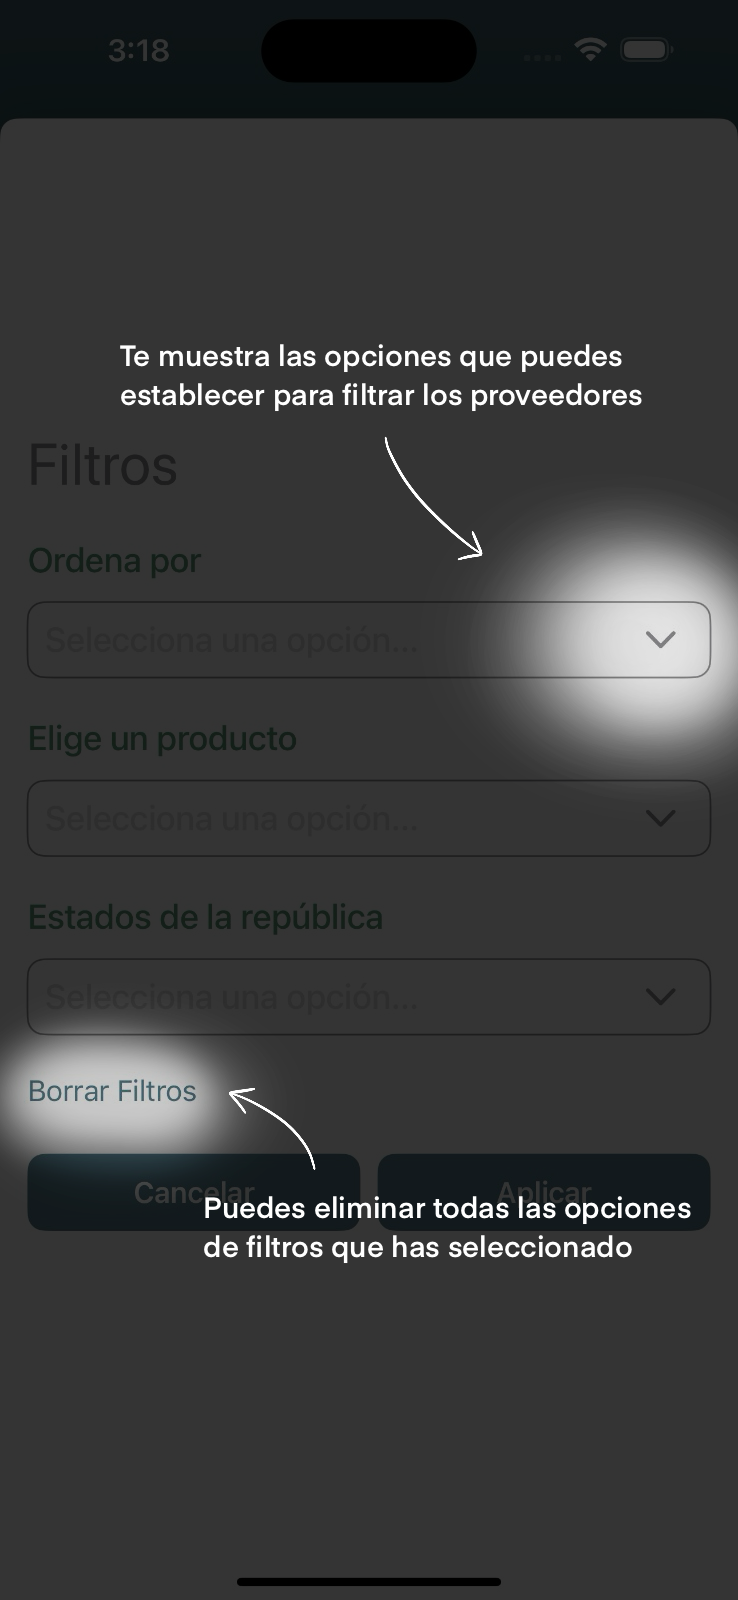 3:18
Te muestra las opciones que puedes
establecer para filtrar los proveedores
Filtros
Ordena por
Selecciona una opción...
Elige un producto
Selecciona una opción...
Estados de la república
Selecciona una opción...
Borrar Filtros
Cancelar
Aplicar
Puedes eliminar todas las opciones
de filtros que has seleccionado